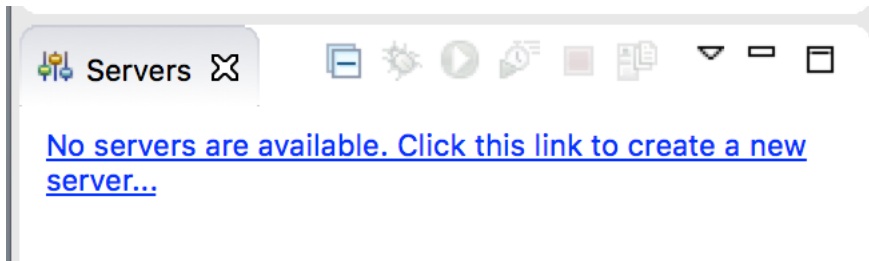 Servers
No servers are available. Click this link to create a new
server...